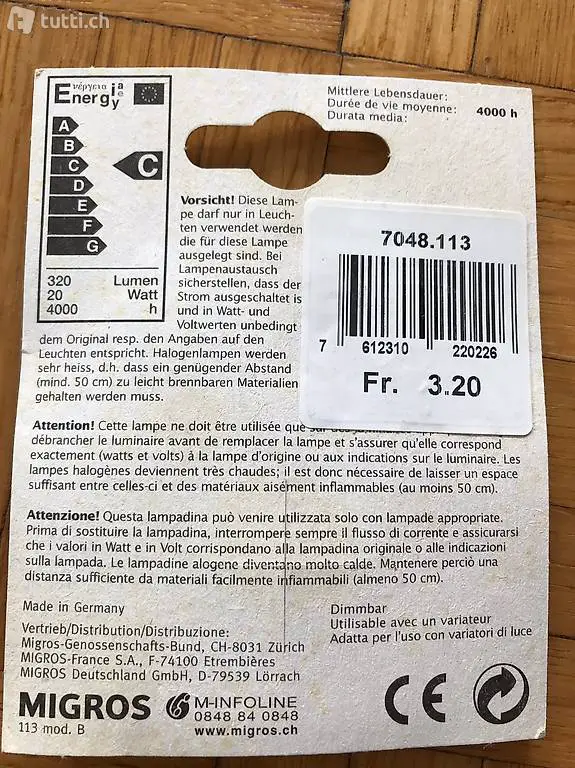 tutti.ch
Mittlere Lebensdauer:
Durée de vie moyenne: 4000 h
Durata media:
ενέργεια
Energi a
y e
A
B
C
D
E
F
G
C
320 Lumen
20 Watt
4000 h
Vorsicht! Diese Lam-
pe darf nur in Leuch-
ten verwendet werden
die für diese Lampe
ausgelegt sind. Bei
Lampenaustausch
sicherstellen, dass der
Strom ausgeschaltet is
und in Watt- und
Voltwerten unbedingt
dem Original resp. den Angaben auf den
Leuchten entspricht. Halogenlampen werden
sehr heiss, d.h. dass ein genügender Abstand
(mind. 50 cm) zu leicht brennbaren Materialien
gehalten werden muss.
7048.113
7 612310 220226
Fr. 3.20
Attention! Cette lampe ne doit être utilisée que
débrancher le luminaire avant de remplacer la lampe et s'assurer qu'elle correspond
exactement (watts et volts) à la lampe d'origine ou aux indications sur le luminaire. Les
lampes halogènes deviennent très chaudes; il est donc nécessaire de laisser un espace
suffisant entre celles-ci et des matériaux aisément inflammables (au moins 50 cm).
Attenzione! Questa lampadina può venire utilizzata solo con lampade appropriate.
Prima di sostituire la lampadina, interrompere sempre il flusso di corrente e assicurarsi
che i valori in Watt e in Volt corrispondano alla lampadina originale o alle indicazioni
sulla lampada. Le lampadine alogene diventano molto calde. Mantenere perciò una
distanza sufficiente da materiali facilmente infiammabili (almeno 50 cm).
Made in Germany
Vertrieb/Distribution/Distribuzione:
Migros-Genossenschafts-Bund, CH-8031 Zürich
MIGROS-France S.A., F-74100 Etrembières
MIGROS Deutschland GmbH, D-79539 Lörrach
Dimmbar
Utilisable avec un variateur
Adatta per l'uso con variatori di luce
MIGROS
M-INFOLINE
0848 84 0848
113 mod. B
www.migros.ch
CE